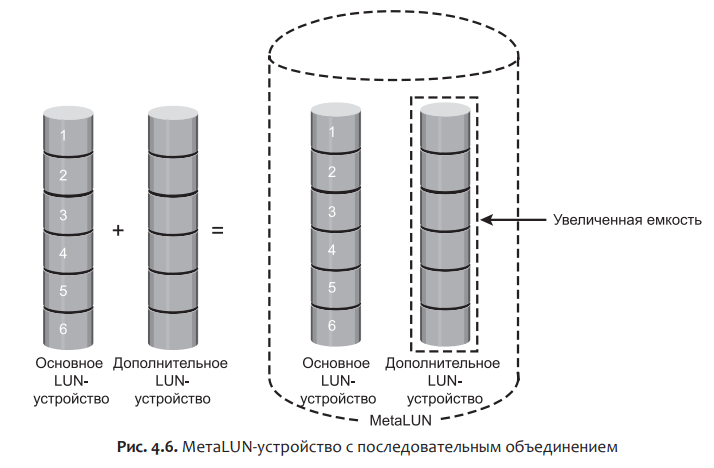 1
2
3
4
5
6
+
=
1
2
3
4
5
6
Увеличенная емкость
Основное
LUN-
устройство
Дополнительное
LUN-
устройство
Основное
LUN-
устройство
Дополнительное
LUN-
устройство
MetaLUN
Рис. 4.6. MetaLUN-устройство с последовательным объединением